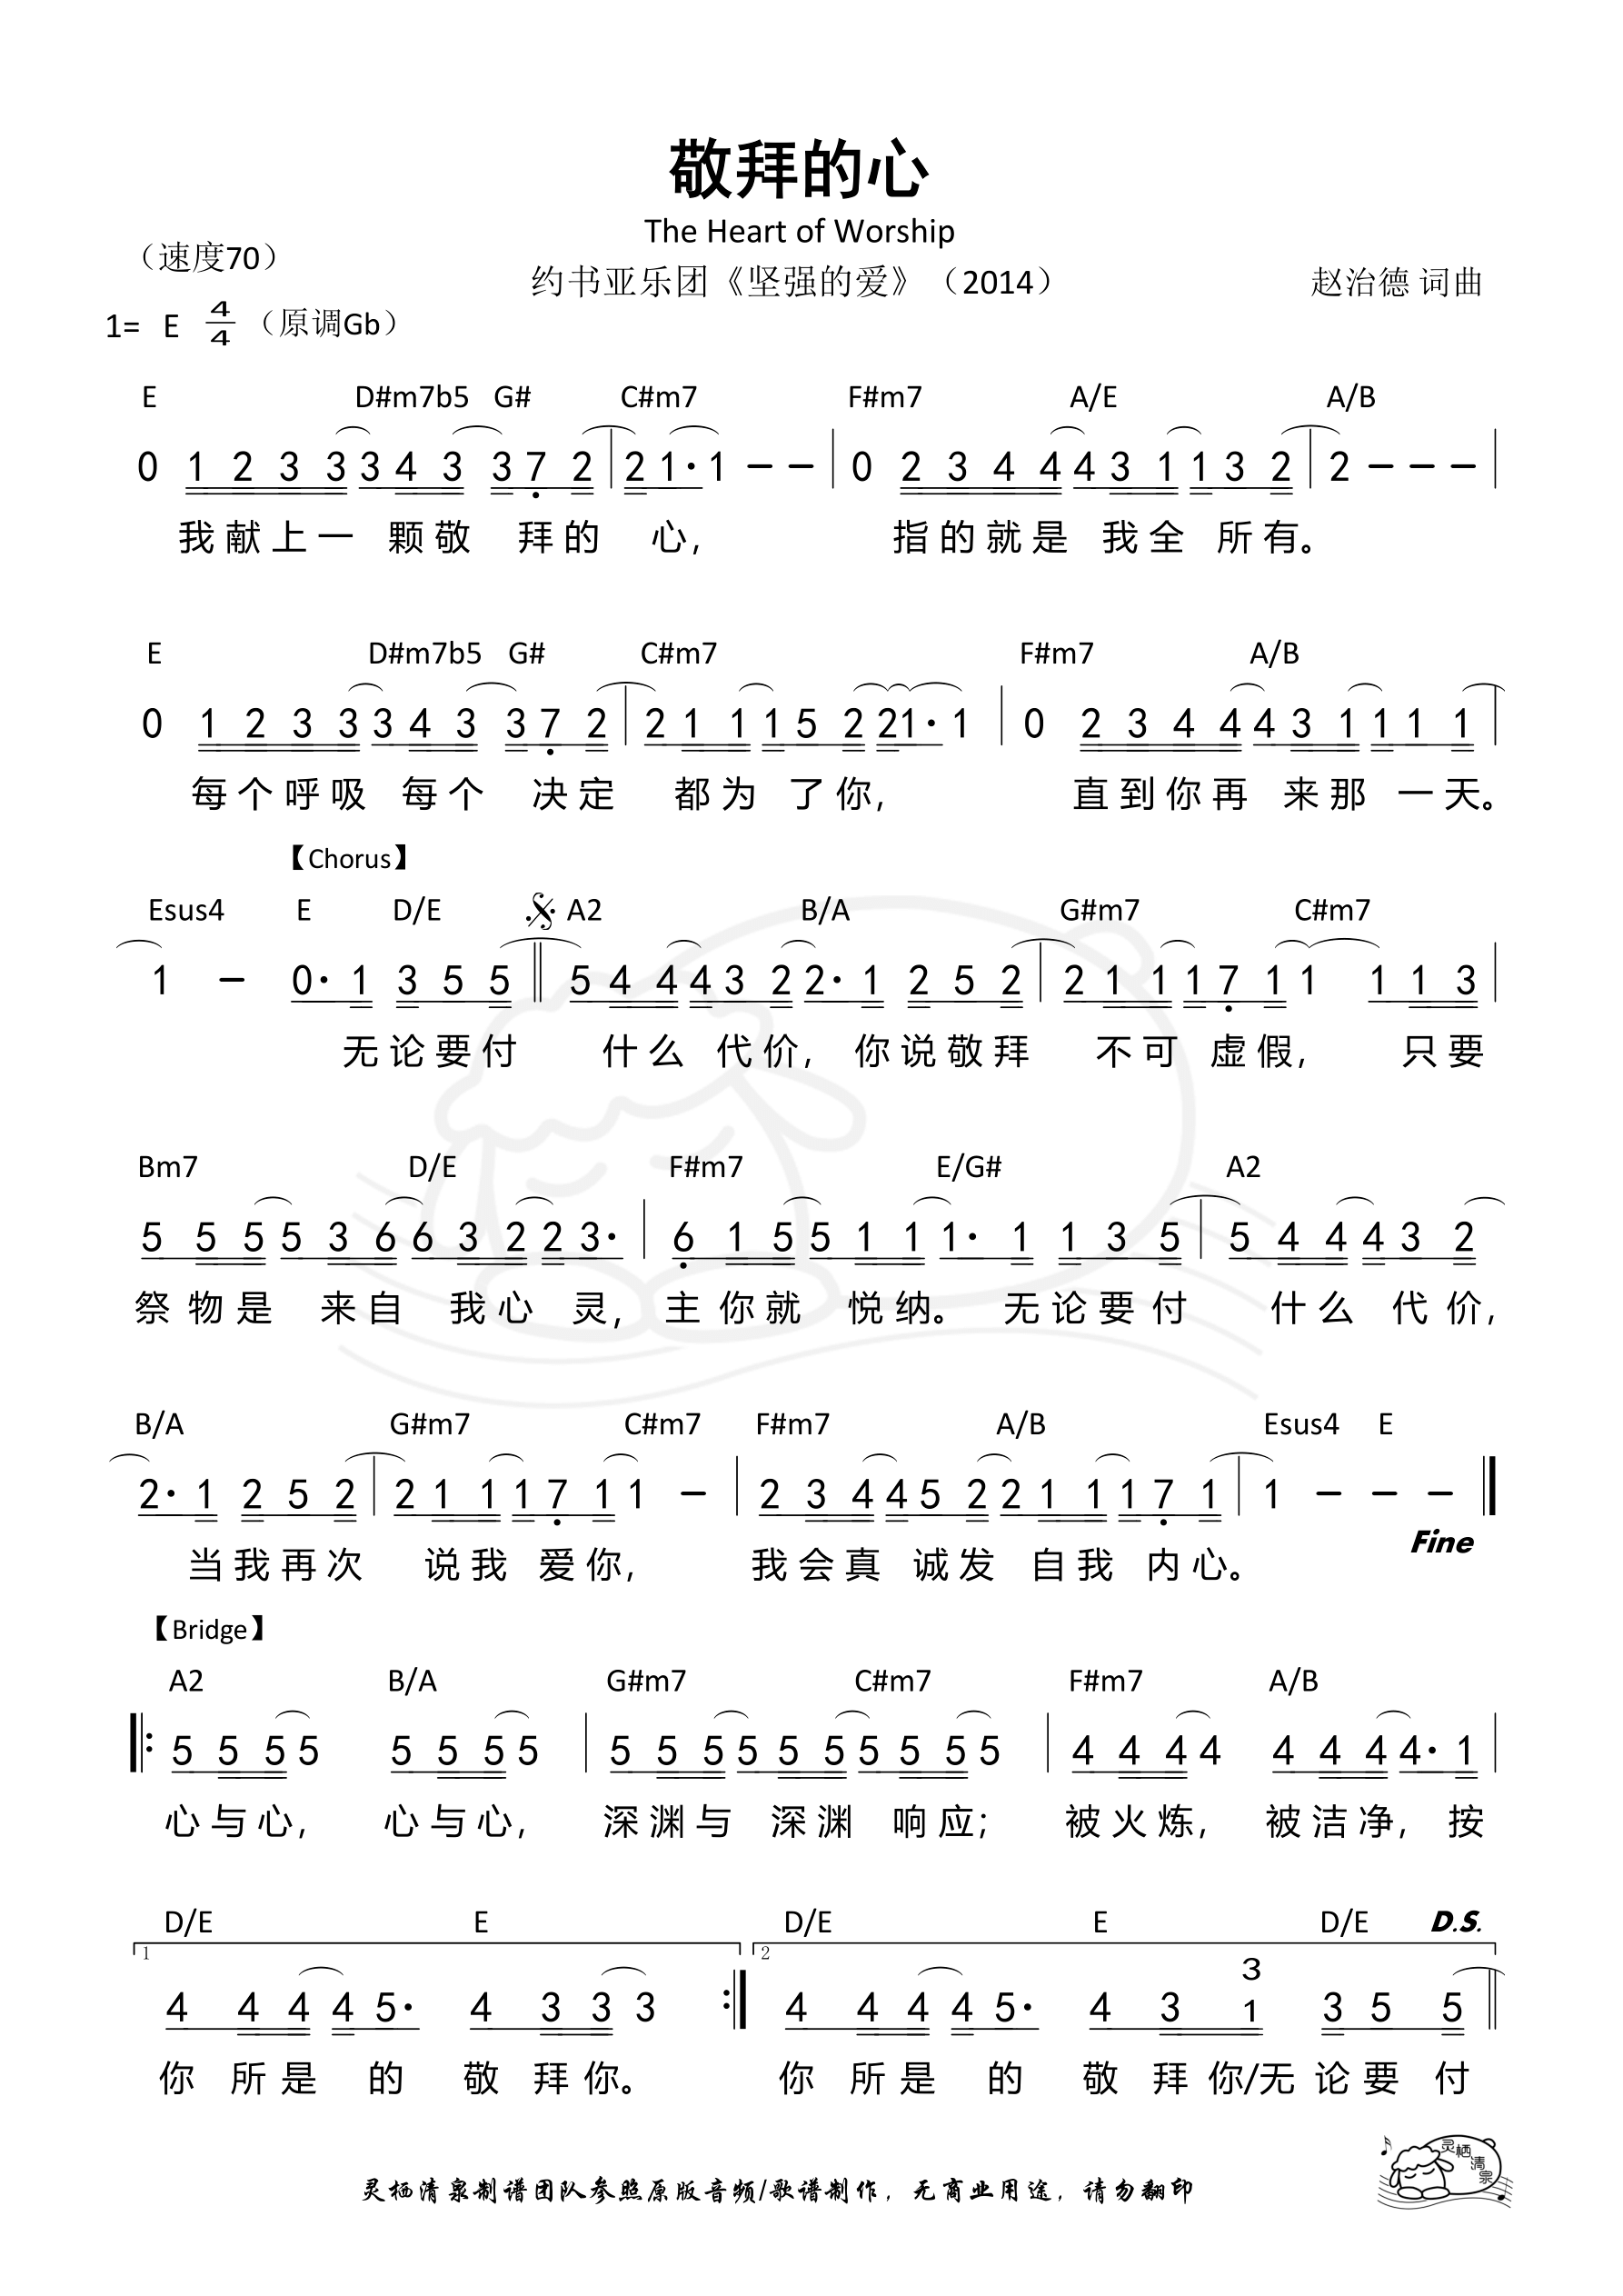 敬拜的心
The Heart of Worship
（速度70）
约书亚乐团《坚强的爱》（2014）
赵治德 词曲
1= E 4/4 （原调Gb）
E D#m7b5 G# C#m7 F#m7 A/E A/B
0 1 2 3 3 3 4 3 3 7 2 | 2 1· 1 – – | 0 2 3 4 4 4 3 1 1 3 2 | 2 – – – |
我献上一 颗敬 拜的 心， 指的就是 我全 所有。
E D#m7b5 G# C#m7 F#m7 A/B
0 1 2 3 3 3 4 3 3 7 2 | 2 1 1 1 5 2 2 1· 1 | 0 2 3 4 4 4 3 1 1 1 1 |
每个呼吸 每个 决定 都为 了你， 直到你再 来那 一天。
【Chorus】
Esus4 E D/E A2 B/A G#m7 C#m7
1 – 0· 1 3 5 5 || 5 4 4 4 3 2 2· 1 2 5 2 | 2 1 1 1 7 1 1 1 1 3 |
无论要付 什么 代价， 你说敬拜 不可 虚假， 只要
Bm7 D/E F#m7 E/G# A2
5 5 5 5 3 6 6 3 2 2 3· | 6 1 5 5 1 1 1· 1 1 3 5 | 5 4 4 4 3 2
祭物是 来自 我心 灵， 主你就 悦纳。 无论要付 什么 代价，
B/A G#m7 C#m7 F#m7 A/B Esus4 E
2· 1 2 5 2 | 2 1 1 1 7 1 1 – | 2 3 4 4 5 2 2 1 1 1 7 1 | 1 – – –
Fine
当我再次 说我 爱你， 我会真 诚发 自我 内心。
【Bridge】
A2 B/A G#m7 C#m7 F#m7 A/B
5 5 5 5 5 5 5 5 | 5 5 5 5 5 5 5 5 5 5 | 4 4 4 4 4 4 4 4· 1 |
心与心， 心与心， 深渊与 深渊 响应； 被火炼， 被洁净， 按
D/E E D/E E D/E D.S.
1 2
3
4 4 4 4 5· 4 3 3 3 :| 4 4 4 4 5· 4 3 1 3 5 5 ||
你 所是 的 敬 拜你。 你 所是 的 敬 拜你/无 论要 付
灵栖清泉制谱团队参照原版音频/歌谱制作，无商业用途，请勿翻印
灵栖清泉